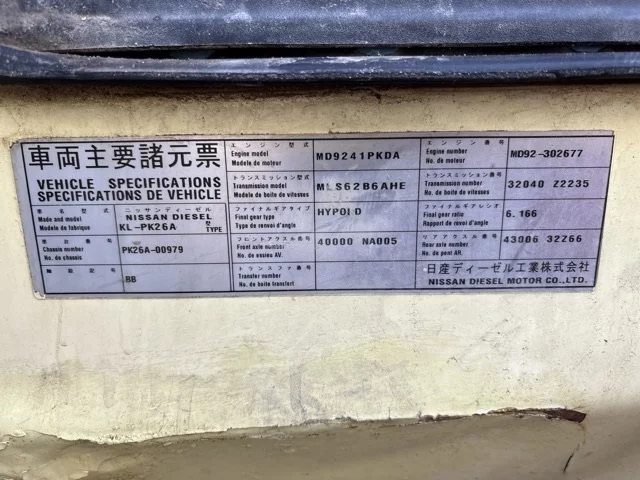 車両主要諸元票
VEHICLE SPECIFICATIONS
SPECIFICATIONS DE VEHICLE
車名と型式
Make and model
Modele de fabrique
ニッサンディーゼル
NISSAN DIESEL
KL-PK26A 型 TYPE
車台番号
Chassis number
No. de chassis
PK26A-00979
BB
エンジン型式
Engine model
Modele de moteur
MD9241PKDA
エンジン番号
Engine number
No. de moteur
MD92-302677
トランスミッション型式
Transmission model
Modele de boite de vitesses
MLS62B6AHE
トランスミッション番号
Transmission number
No. de boite de vitesses
32040 Z2235
ファイナルギアタイプ
Final gear type
Type de renvoi d'angle
HYPOID
ファイナルギア比
Final gear ratio
Rapport de renvoi d'angle
6.166
フロントアクスル番号
Front axle number
No. de essieu AV.
40000 NA005
リアアクスル番号
Rear axle number
No. de pont AR.
43006 32Z66
トランスファ番号
Transfer number
No de boite transfert
日産ディーゼル工業株式会社
NISSAN DIESEL MOTOR CO.,LTD.